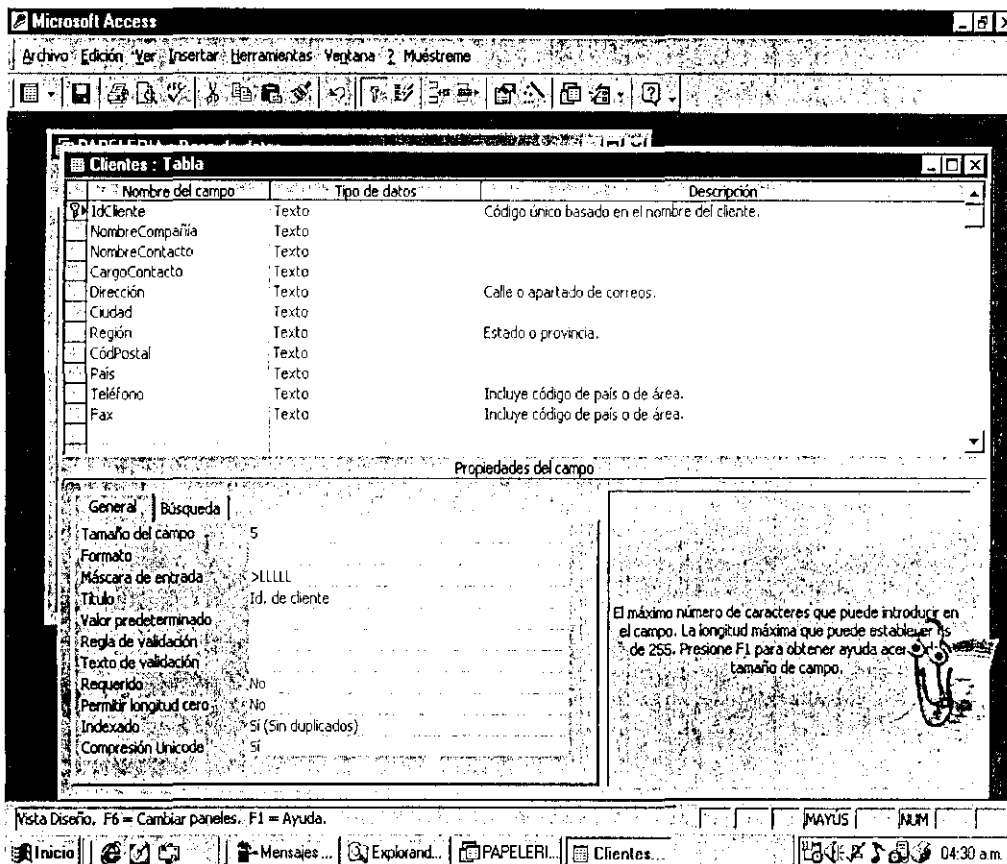 Microsoft Access
Archivo Edición Ver Insertar Herramientas Ventana ? Muéstreme
Clientes : Tabla
Nombre del campo Tipo de datos Descripción
IdCliente Texto Código único basado en el nombre del cliente.
NombreCompañía Texto
NombreContacto Texto
CargoContacto Texto
Dirección Texto Calle o apartado de correos.
Ciudad Texto
Región Texto Estado o provincia.
CódPostal Texto
País Texto
Teléfono Texto Incluye código de país o de área.
Fax Texto Incluye código de país o de área.
Propiedades del campo
General Búsqueda
Tamaño del campo 5
Formato
Máscara de entrada >LLLLL
Título Id. de cliente
Valor predeterminado
Regla de validación
Texto de validación
Requerido No
Permitir longitud cero No
Indexado Sí (Sin duplicados)
Compresión Unicode Sí
El máximo número de caracteres que puede introducir en
el campo. La longitud máxima que puede establecer es
de 255. Presione F1 para obtener ayuda
tamaño de campo.
Vista Diseño. F6 = Cambiar paneles. F1 = Ayuda. MAYUS NUM
Inicio Mensajes ... Explorand... PAPELERI... Clientes... 04:30 a.m.